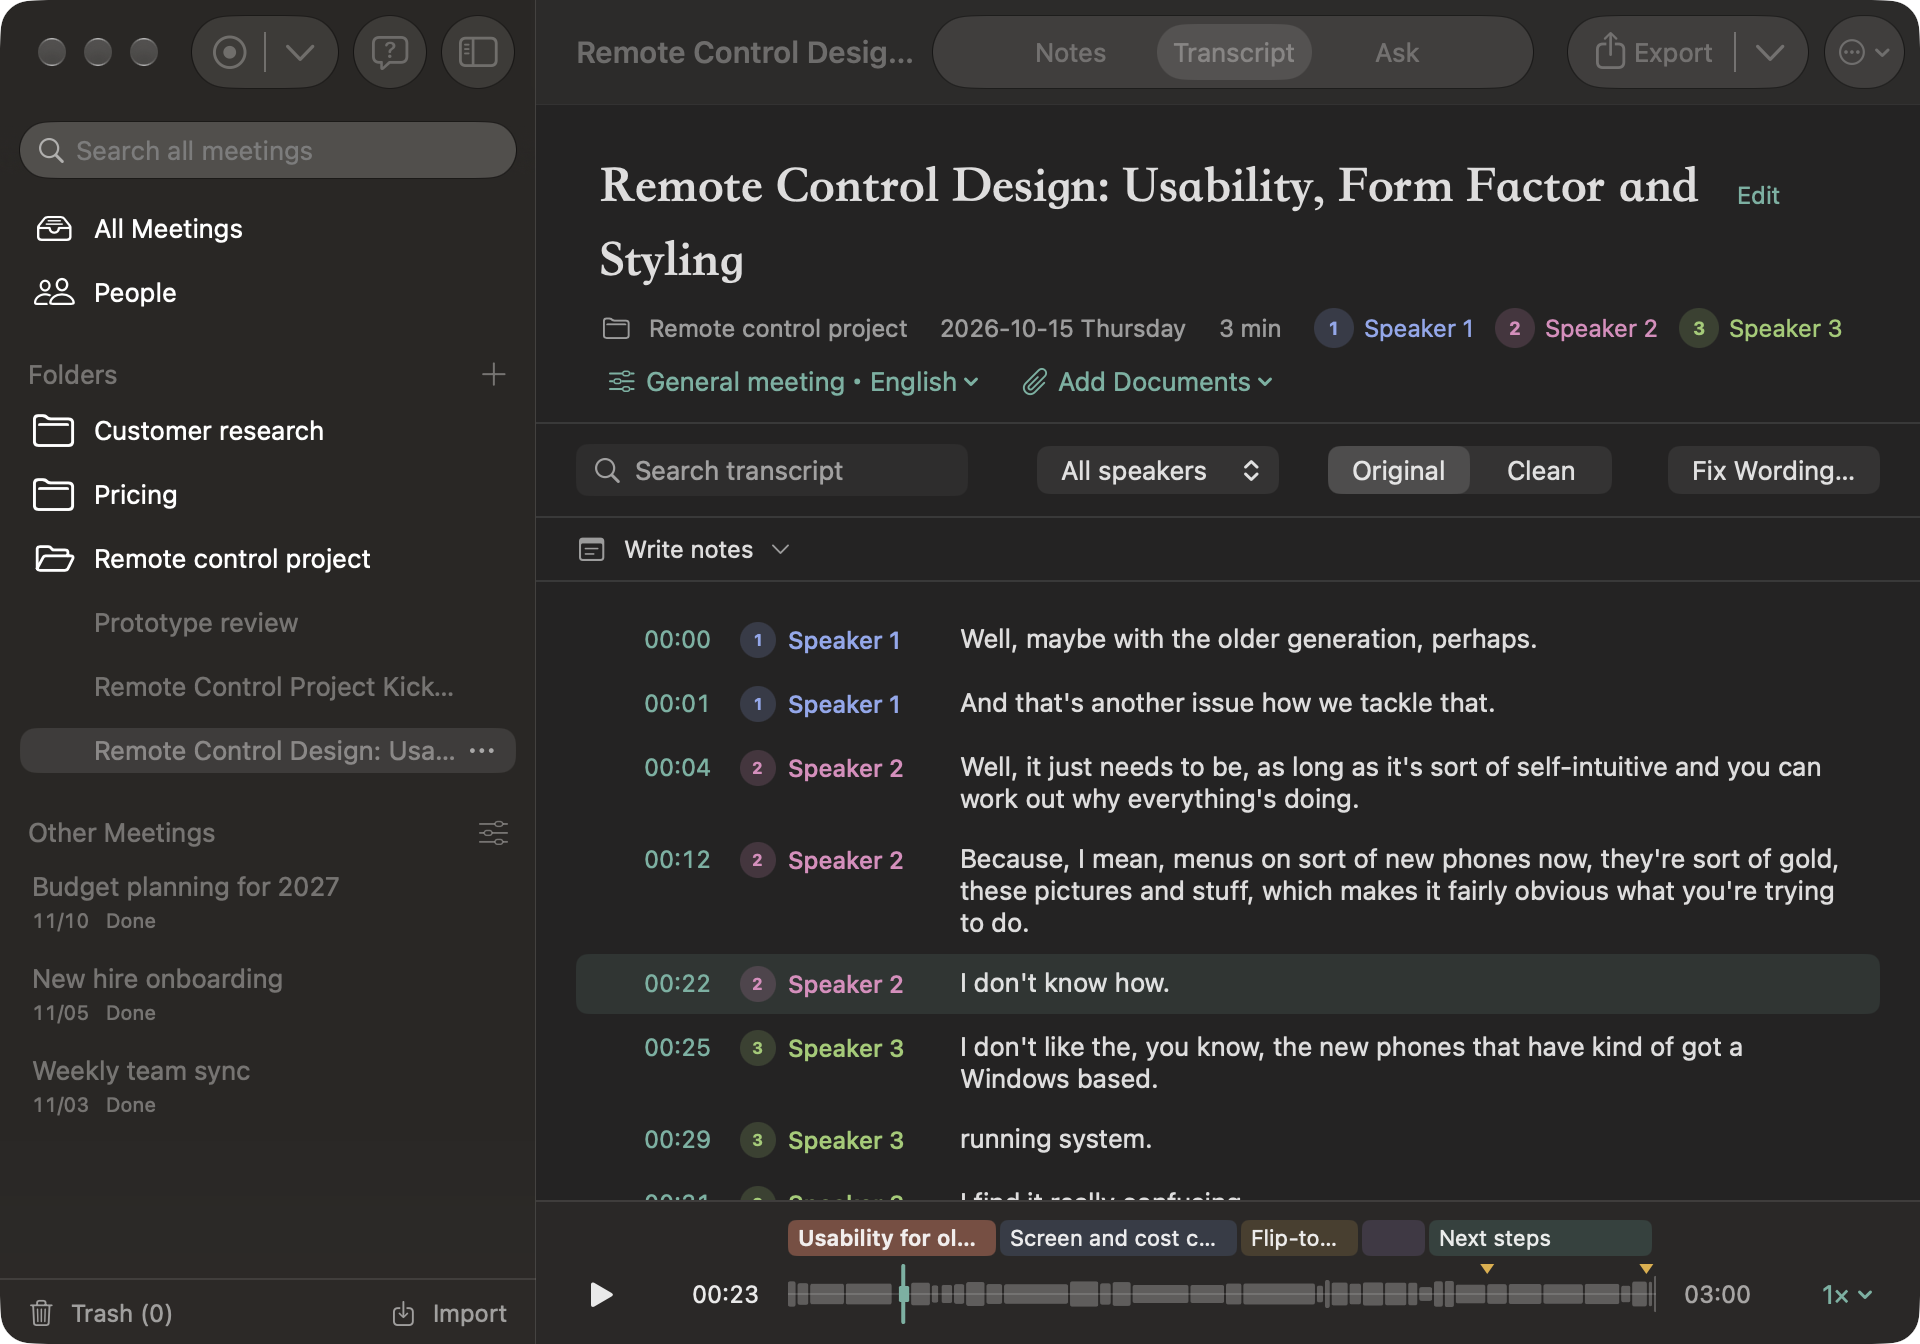 Remote Control Desig...
Notes
Transcript
Ask
Export
Search all meetings
All Meetings
People
Folders
Customer research
Pricing
Remote control project
Prototype review
Remote Control Project Kick...
Remote Control Design: Usa...
Other Meetings
Budget planning for 2027
11/10 Done
New hire onboarding
11/05 Done
Weekly team sync
11/03 Done
Trash (0)
Import
Remote Control Design: Usability, Form Factor and
Styling
Edit
Remote control project 2026-10-15 Thursday 3 min 1 Speaker 1 2 Speaker 2 3 Speaker 3
General meeting • English
Add Documents
Search transcript
All speakers
Original
Clean
Fix Wording...
Write notes
00:00 1 Speaker 1 Well, maybe with the older generation, perhaps.
00:01 1 Speaker 1 And that's another issue how we tackle that.
00:04 2 Speaker 2 Well, it just needs to be, as long as it's sort of self-intuitive and you can
work out why everything's doing.
00:12 2 Speaker 2 Because, I mean, menus on sort of new phones now, they're sort of gold,
these pictures and stuff, which makes it fairly obvious what you're trying
to do.
00:22 2 Speaker 2 I don't know how.
00:25 3 Speaker 3 I don't like the, you know, the new phones that have kind of got a
Windows based.
00:29 3 Speaker 3 running system.
00:31 3 Speaker 3 I find it really confusing.
Usability for ol...
Screen and cost c...
Flip-to...
Next steps
00:23
03:00
1×